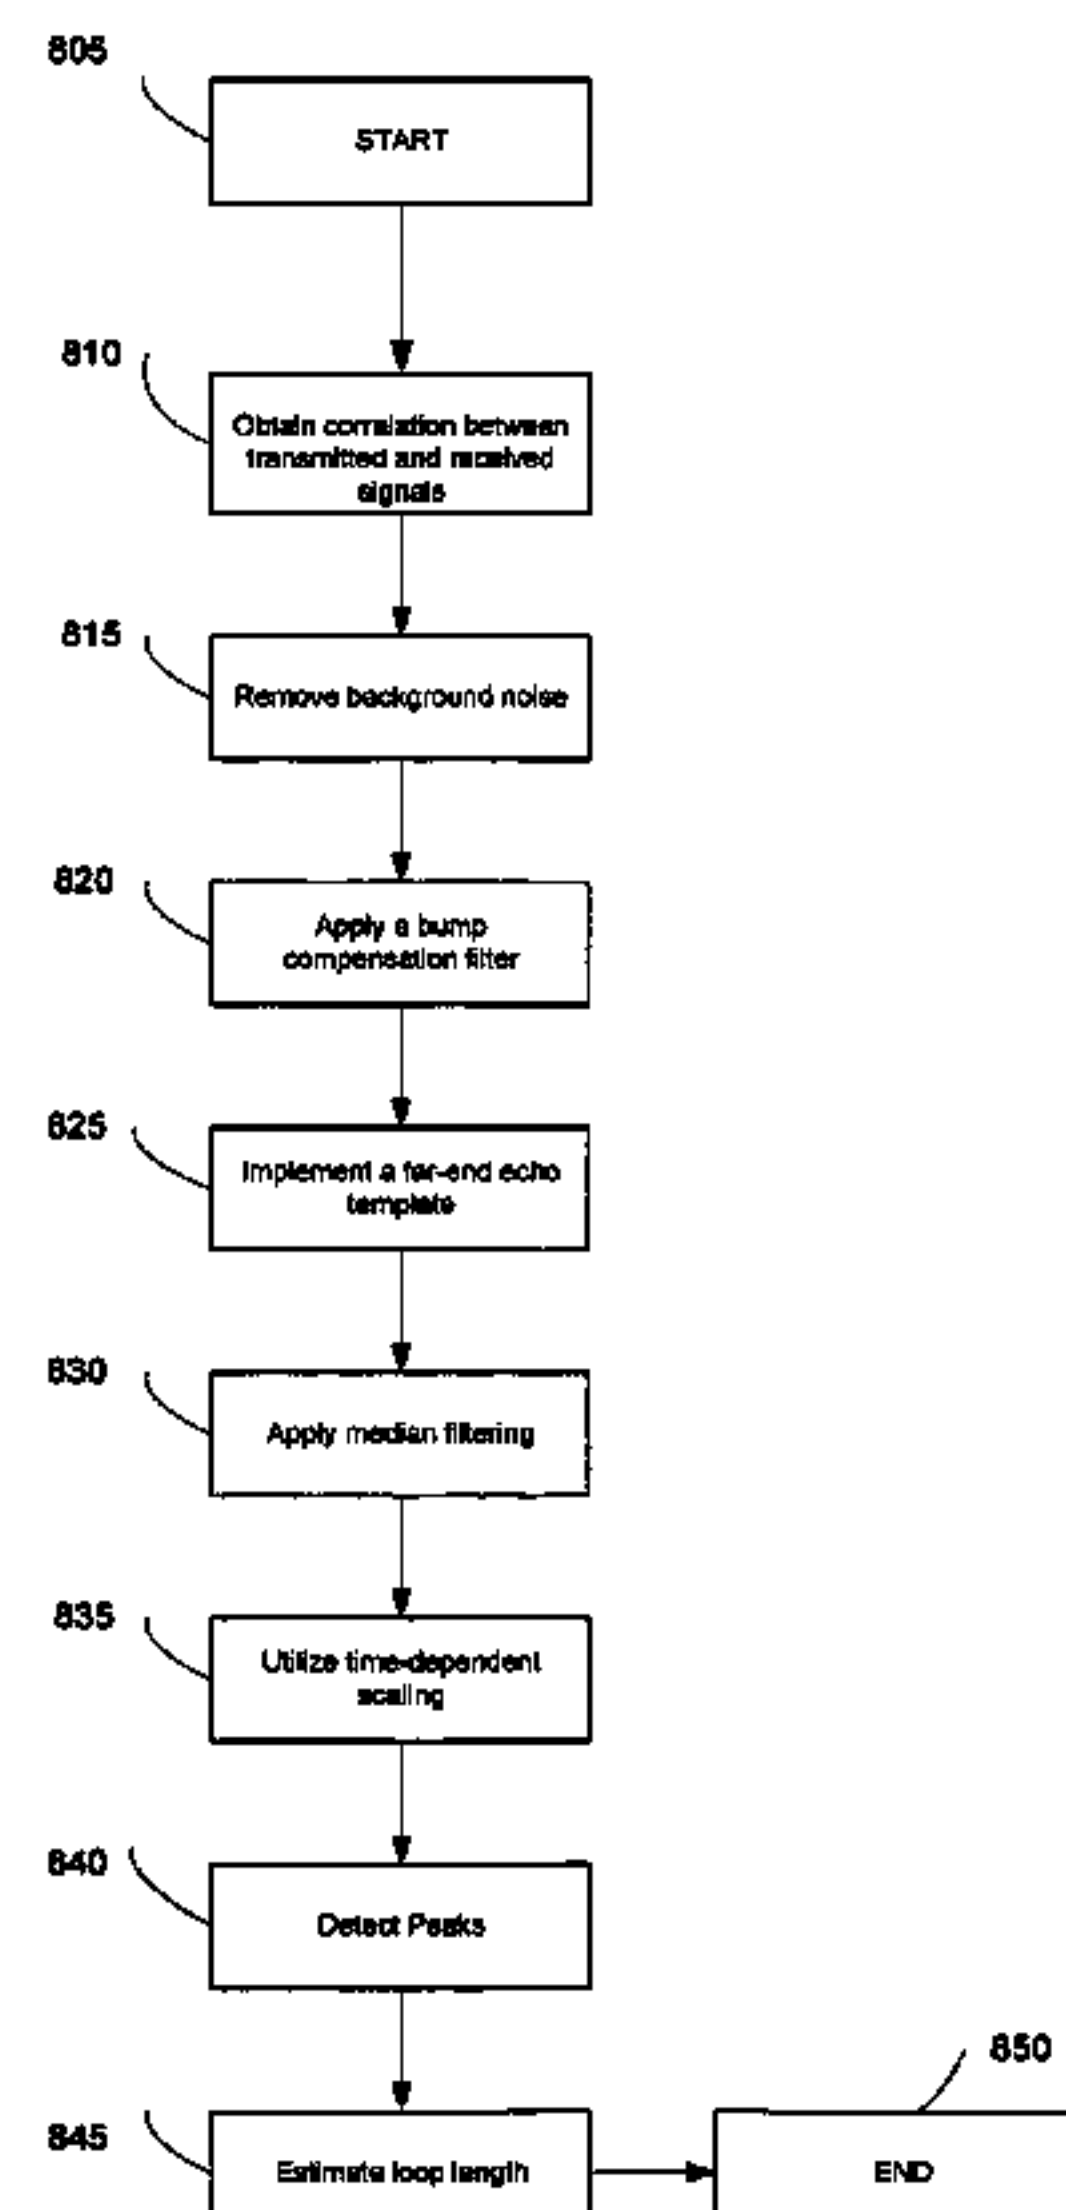 805
START
810
Obtain correlation between
transmitted and received
signals
815
Remove background noise
820
Apply a bump
compensation filter
825
Implement a far-end echo
template
830
Apply median filtering
835
Utilize time-dependent
scaling
840
Detect Peaks
850
845
Estimate loop length
END